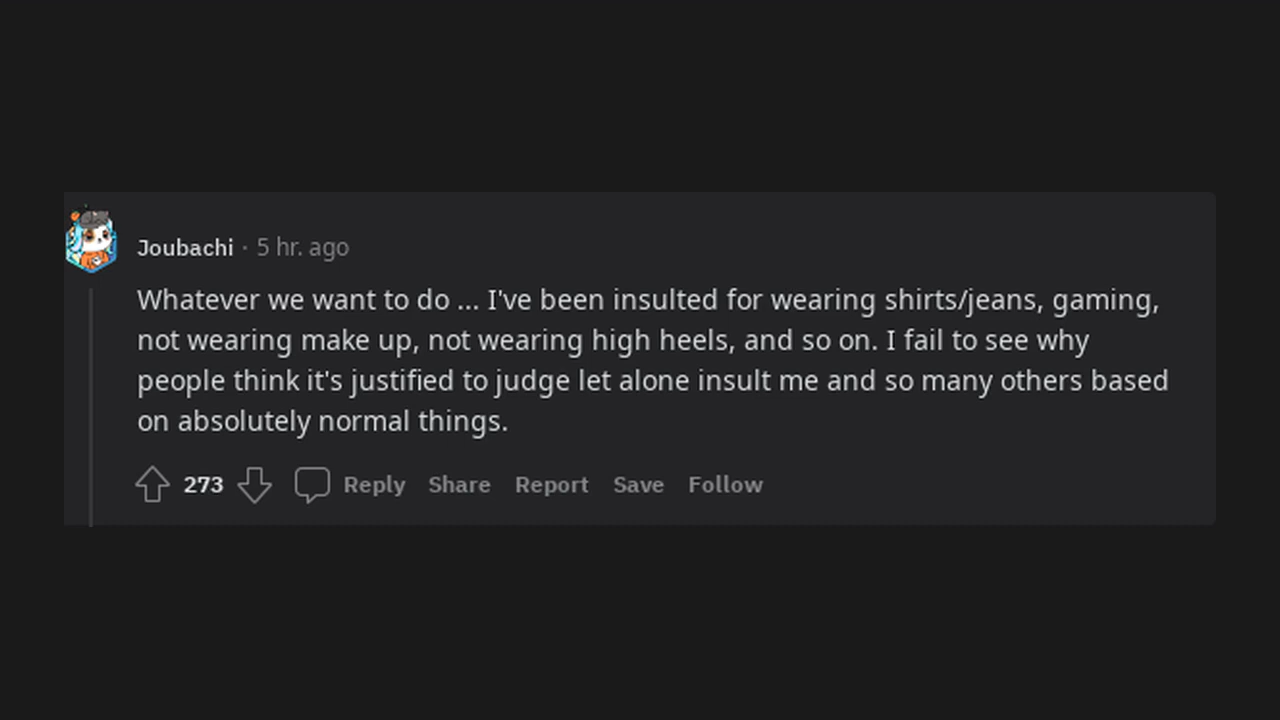 Joubachi · 5 hr. ago
Whatever we want to do ... I've been insulted for wearing shirts/jeans, gaming,
not wearing make up, not wearing high heels, and so on. I fail to see why
people think it's justified to judge let alone insult me and so many others based
on absolutely normal things.
273 Reply Share Report Save Follow